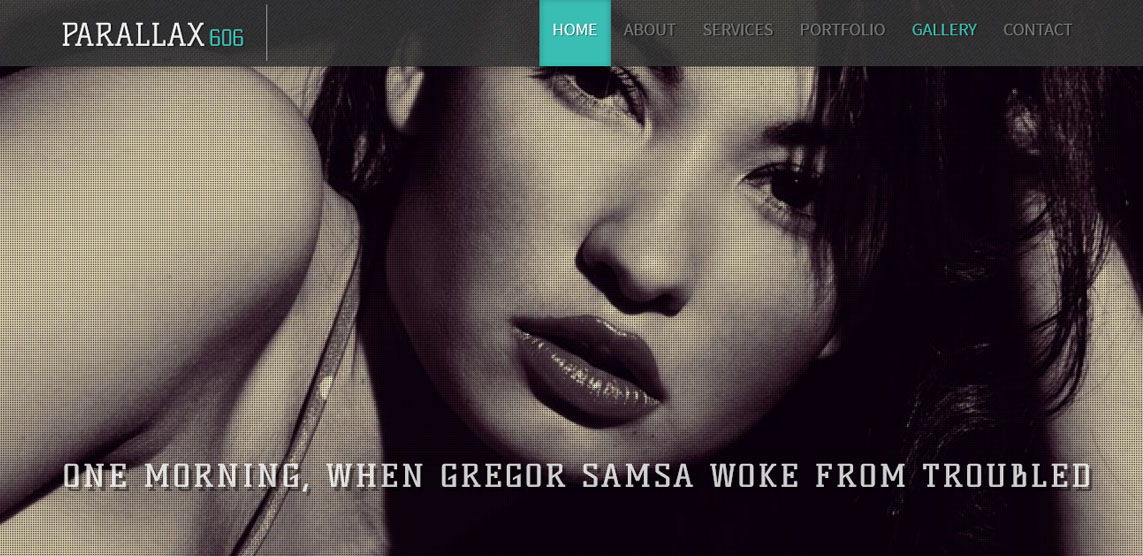 PARALLAX 606
HOME ABOUT SERVICES PORTFOLIO GALLERY CONTACT
ONE MORNING, WHEN GREGOR SAMSA WOKE FROM TROUBLED